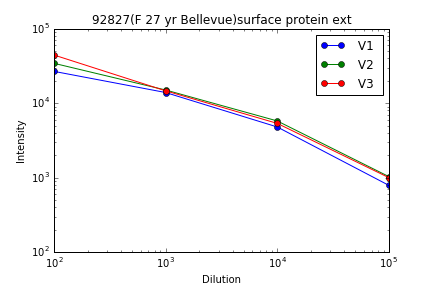 92827(F 27 yr Bellevue)surface protein ext
10^5
10^4
10^3
10^2
Intensity
V1
V2
V3
10^2 10^3 10^4 10^5
Dilution